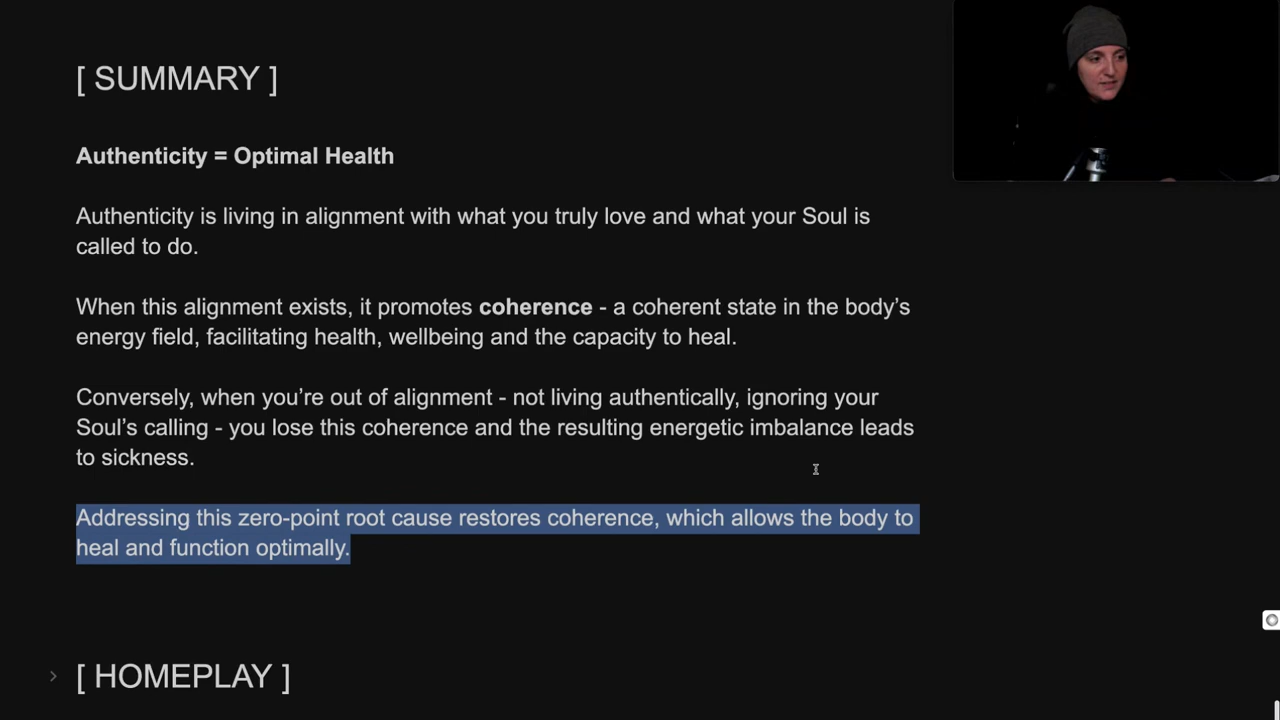 [ SUMMARY ]
Authenticity = Optimal Health
Authenticity is living in alignment with what you truly love and what your Soul is
called to do.
When this alignment exists, it promotes coherence - a coherent state in the body’s
energy field, facilitating health, wellbeing and the capacity to heal.
Conversely, when you’re out of alignment - not living authentically, ignoring your
Soul’s calling - you lose this coherence and the resulting energetic imbalance leads
to sickness.
Addressing this zero-point root cause restores coherence, which allows the body to
heal and function optimally.
[ HOMEPLAY ]